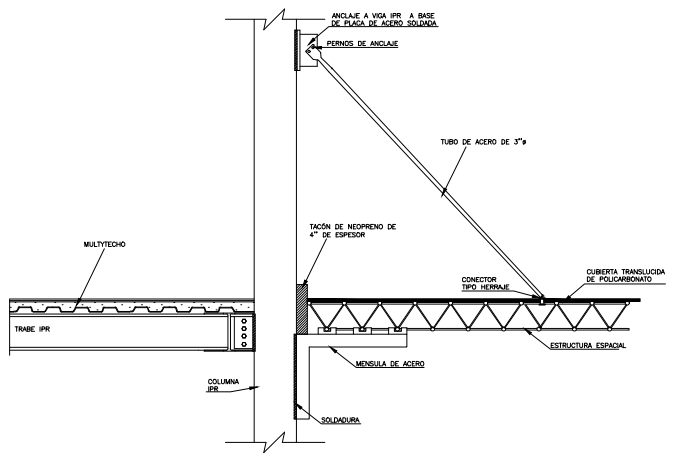 ANCLAJE A VIGA IPR A BASE
DE PLACA DE ACERO SOLDADA
PERNOS DE ANCLAJE
TUBO DE ACERO DE 3"ø
TACÓN DE NEOPRENO DE
4" DE ESPESOR
MULTYTECHO
CONECTOR
TIPO HERRAJE
CUBIERTA TRANSLUCIDA
DE POLICARBONATO
TRABE IPR
ESTRUCTURA ESPACIAL
MENSULA DE ACERO
COLUMNA
IPR
SOLDADURA